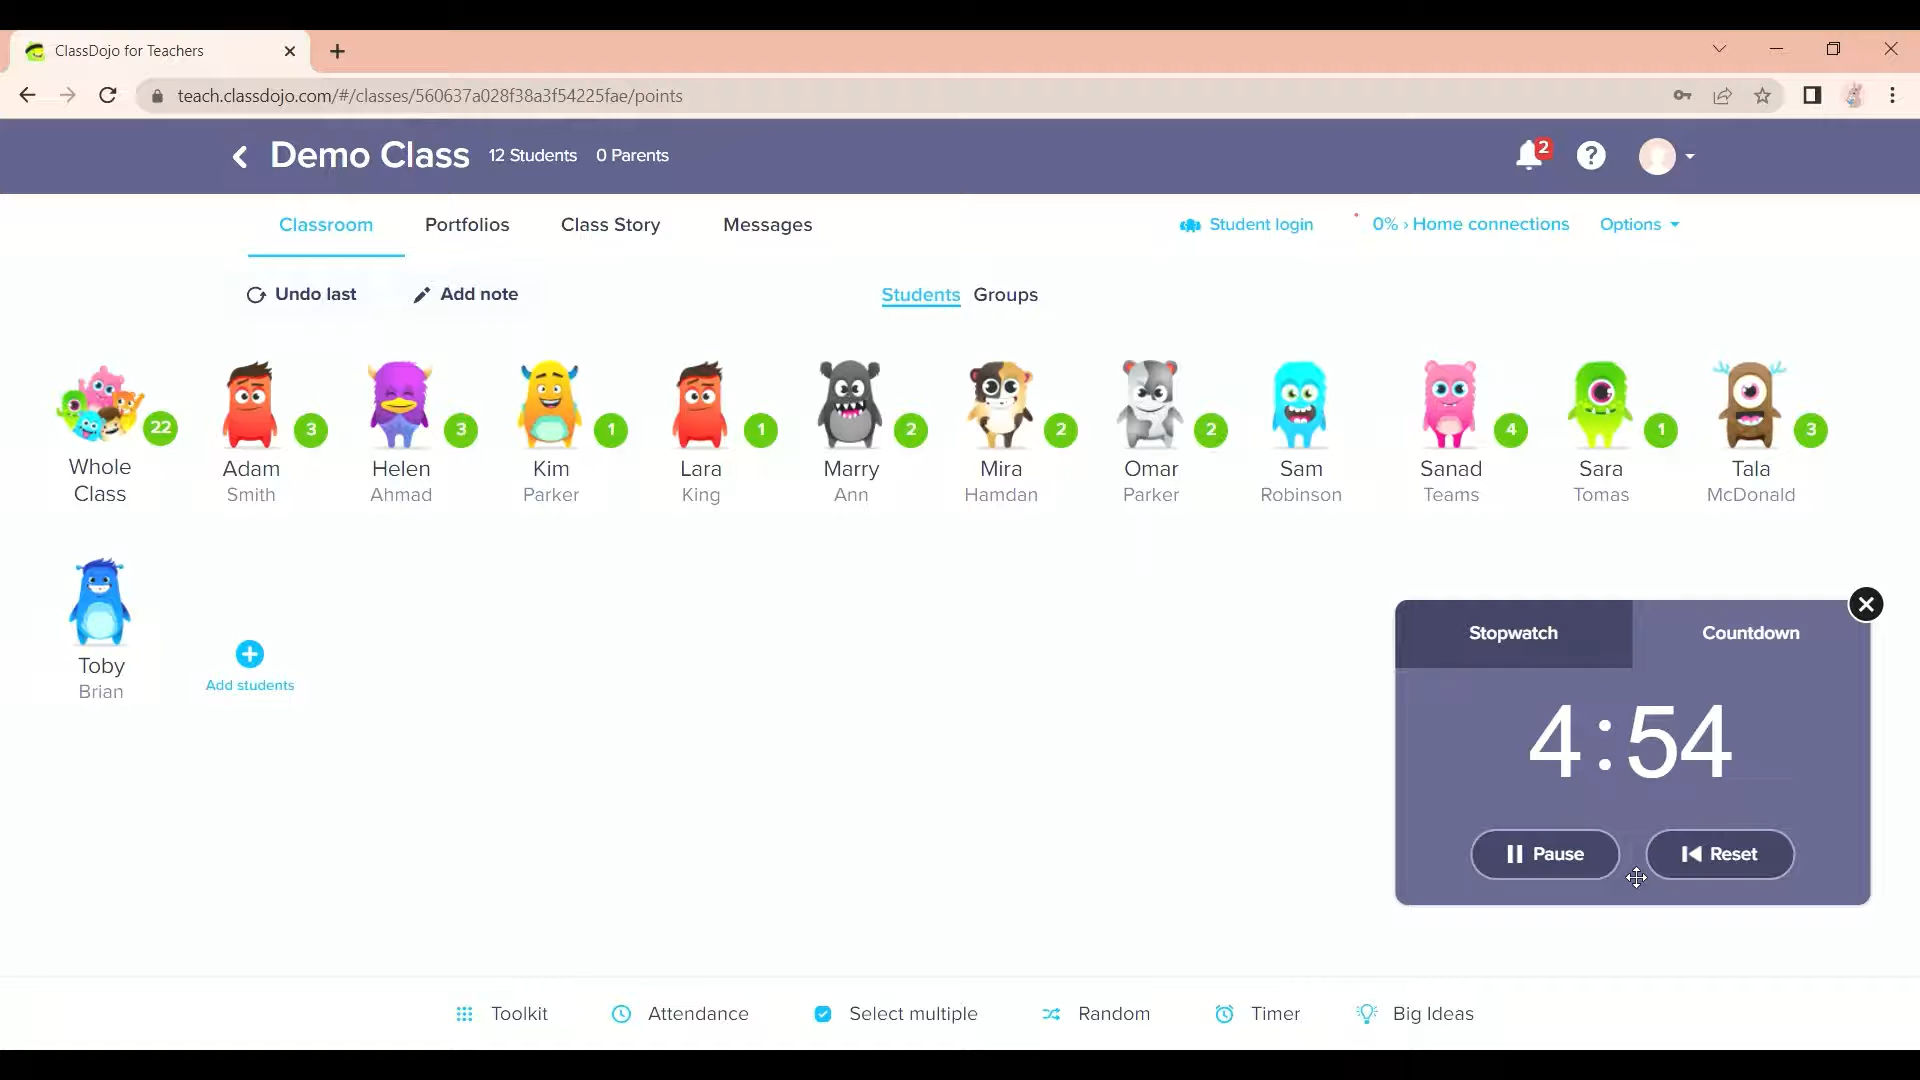 ClassDojo for Teachers
teach.classdojo.com/#/classes/560637a028f38a3f54225fae/points
Demo Class 12 Students 0 Parents
2
?
Classroom Portfolios Class Story Messages Student login 0% › Home connections Options
Undo last Add note Students Groups
22 3 3 1 1 2 2 2 4 1 3
Whole Class
Adam Smith
Helen Ahmad
Kim Parker
Lara King
Marry Ann
Mira Hamdan
Omar Parker
Sam Robinson
Sanad Teams
Sara Tomas
Tala McDonald
Toby Brian
Add students
Stopwatch Countdown
4:54
Pause Reset
Toolkit Attendance Select multiple Random Timer Big Ideas